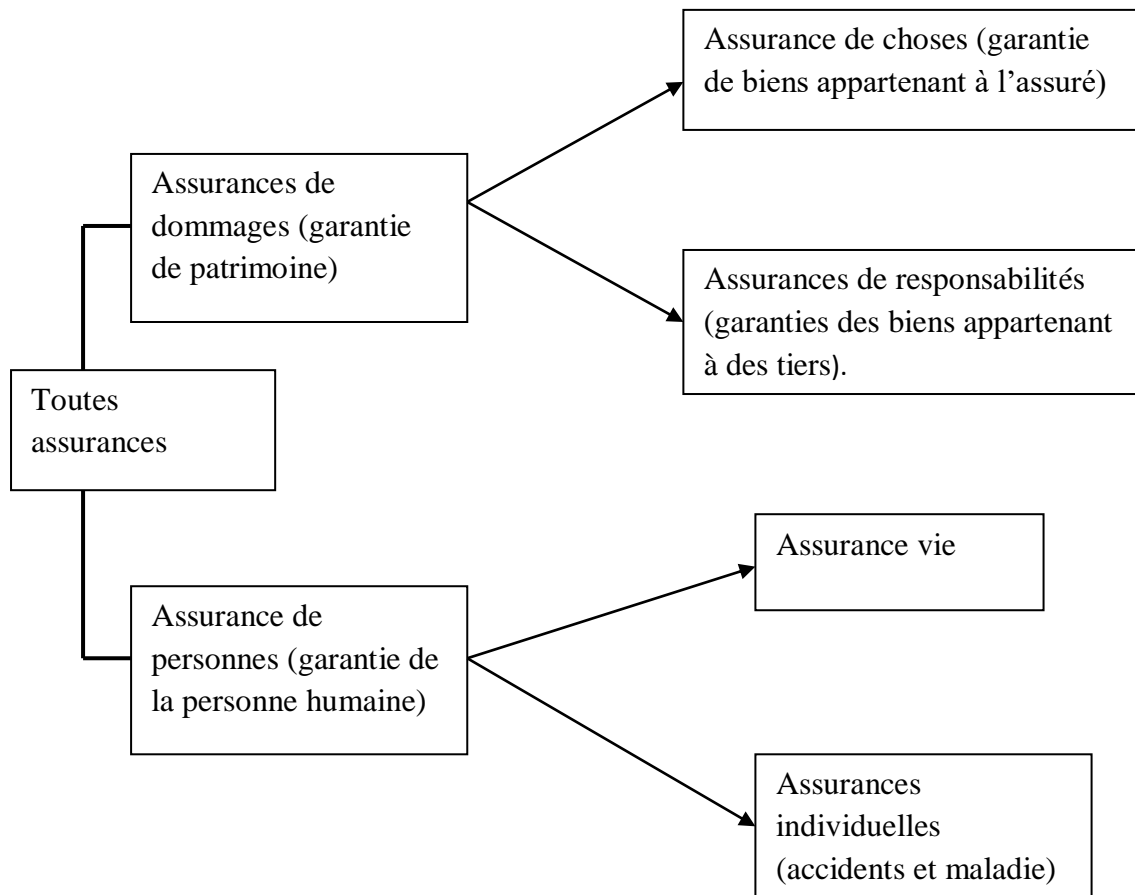 Assurance de choses (garantie
de biens appartenant à l’assuré)
Assurances de
dommages (garantie
de patrimoine)
Assurances de responsabilités
(garanties des biens appartenant
à des tiers).
Toutes
assurances
Assurance vie
Assurance de
personnes (garantie de
la personne humaine)
Assurances
individuelles
(accidents et maladie)